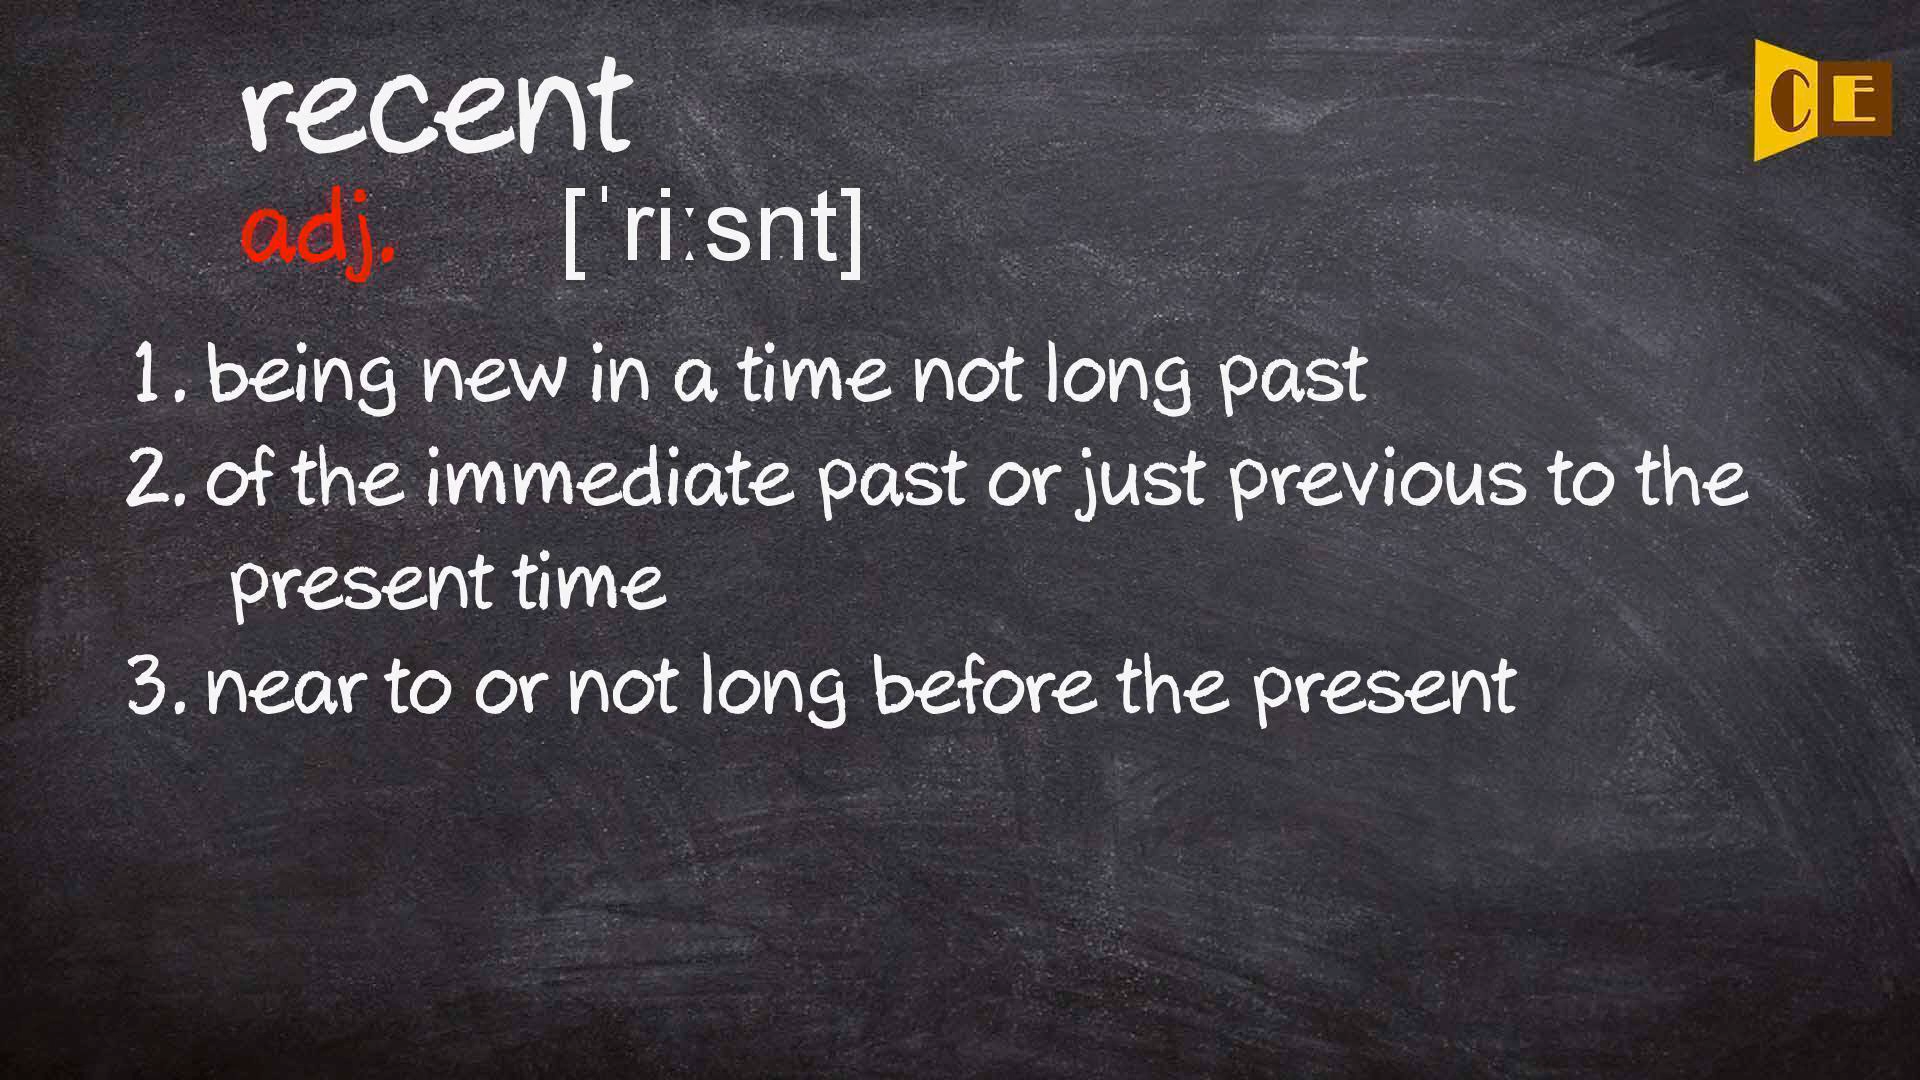 recent
CE
adj. [ˈriːsnt]
1. being new in a time not long past
2. of the immediate past or just previous to the
present time
3. near to or not long before the present